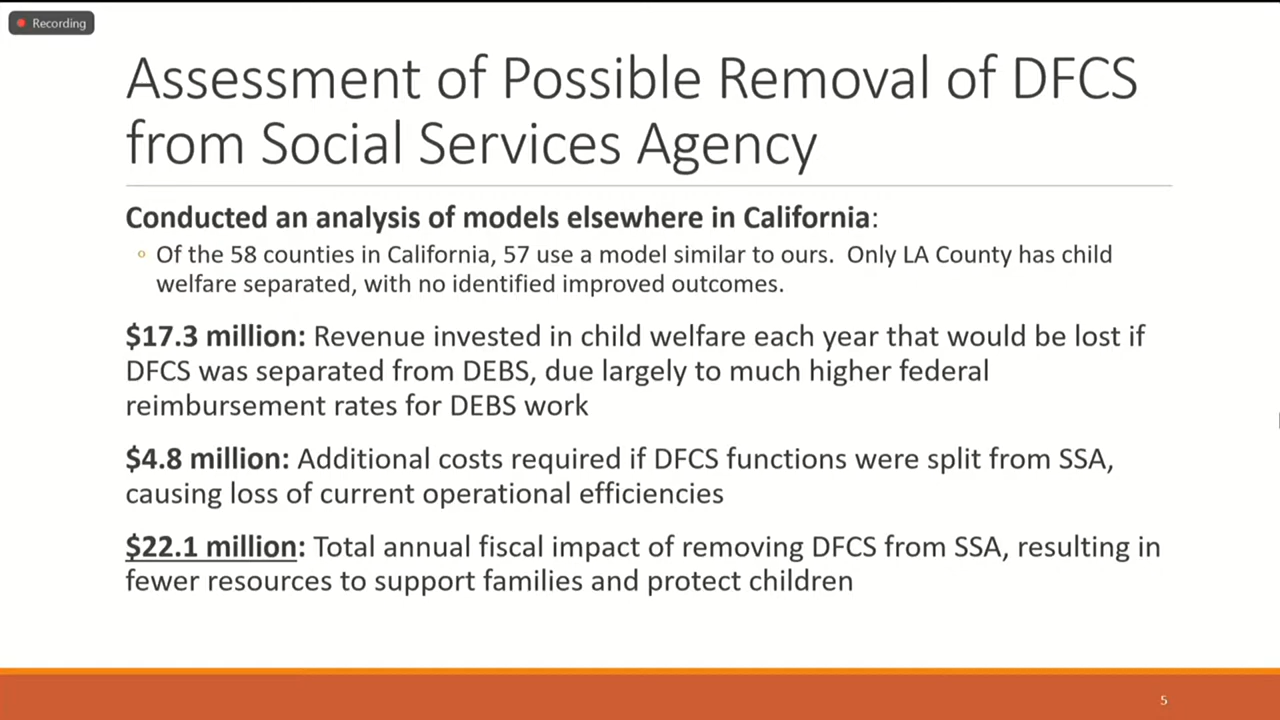 Recording
Assessment of Possible Removal of DFCS
from Social Services Agency
Conducted an analysis of models elsewhere in California:
◦ Of the 58 counties in California, 57 use a model similar to ours.  Only LA County has child
welfare separated, with no identified improved outcomes.
$17.3 million: Revenue invested in child welfare each year that would be lost if
DFCS was separated from DEBS, due largely to much higher federal
reimbursement rates for DEBS work
$4.8 million: Additional costs required if DFCS functions were split from SSA,
causing loss of current operational efficiencies
$22.1 million: Total annual fiscal impact of removing DFCS from SSA, resulting in
fewer resources to support families and protect children
5